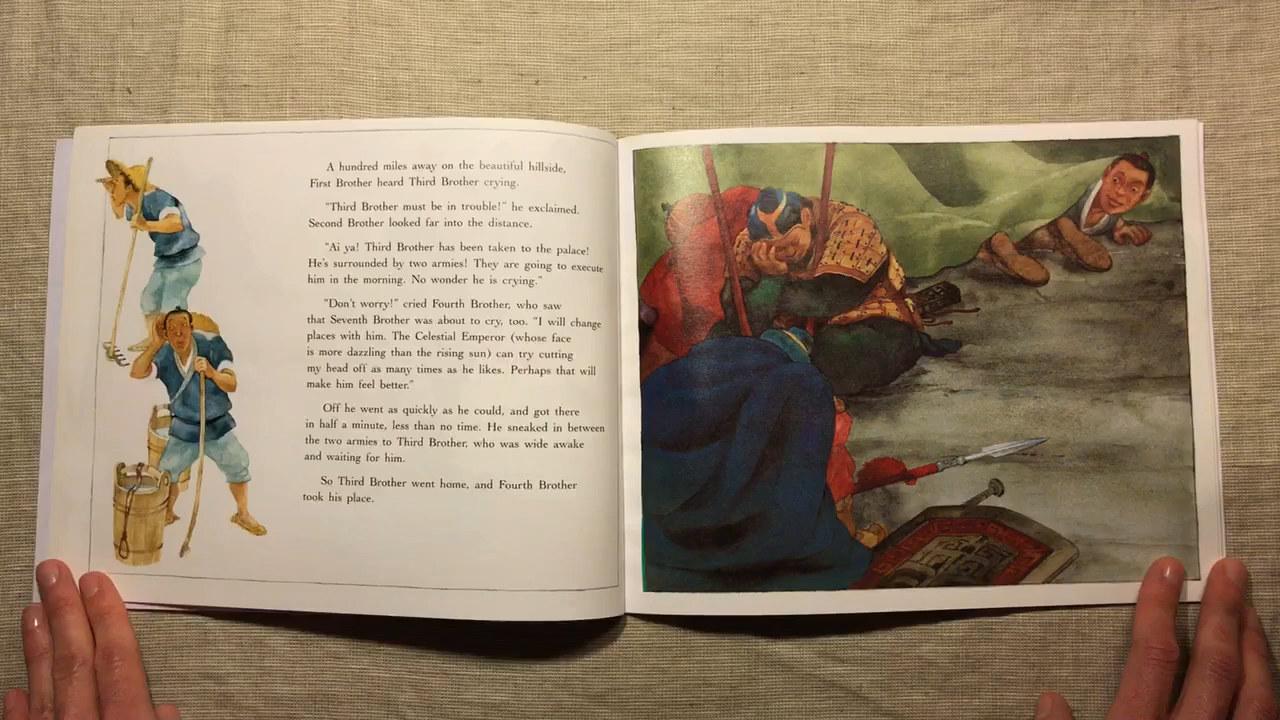 A hundred miles away on the beautiful hillside,
First Brother heard Third Brother crying.
"Third Brother must be in trouble!" he exclaimed.
Second Brother looked far into the distance.
"Ai ya! Third Brother has been taken to the palace!
He's surrounded by two armies! They are going to execute
him in the morning. No wonder he is crying."
"Don't worry!" cried Fourth Brother, who saw
that Seventh Brother was about to cry, too. "I will change
places with him. The Celestial Emperor (whose face
is more dazzling than the rising sun) can try cutting
my head off as many times as he likes. Perhaps that will
make him feel better."
Off he went as quickly as he could, and got there
in half a minute, less than no time. He sneaked in between
the two armies to Third Brother, who was wide awake
and waiting for him.
So Third Brother went home, and Fourth Brother
took his place.